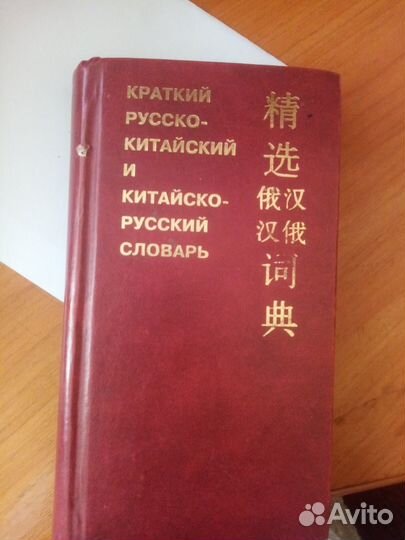 КРАТКИЙ
РУССКО-
КИТАЙСКИЙ
И
КИТАЙСКО-
РУССКИЙ
СЛОВАРЬ
精
选
俄汉
汉俄
词
典
Avito